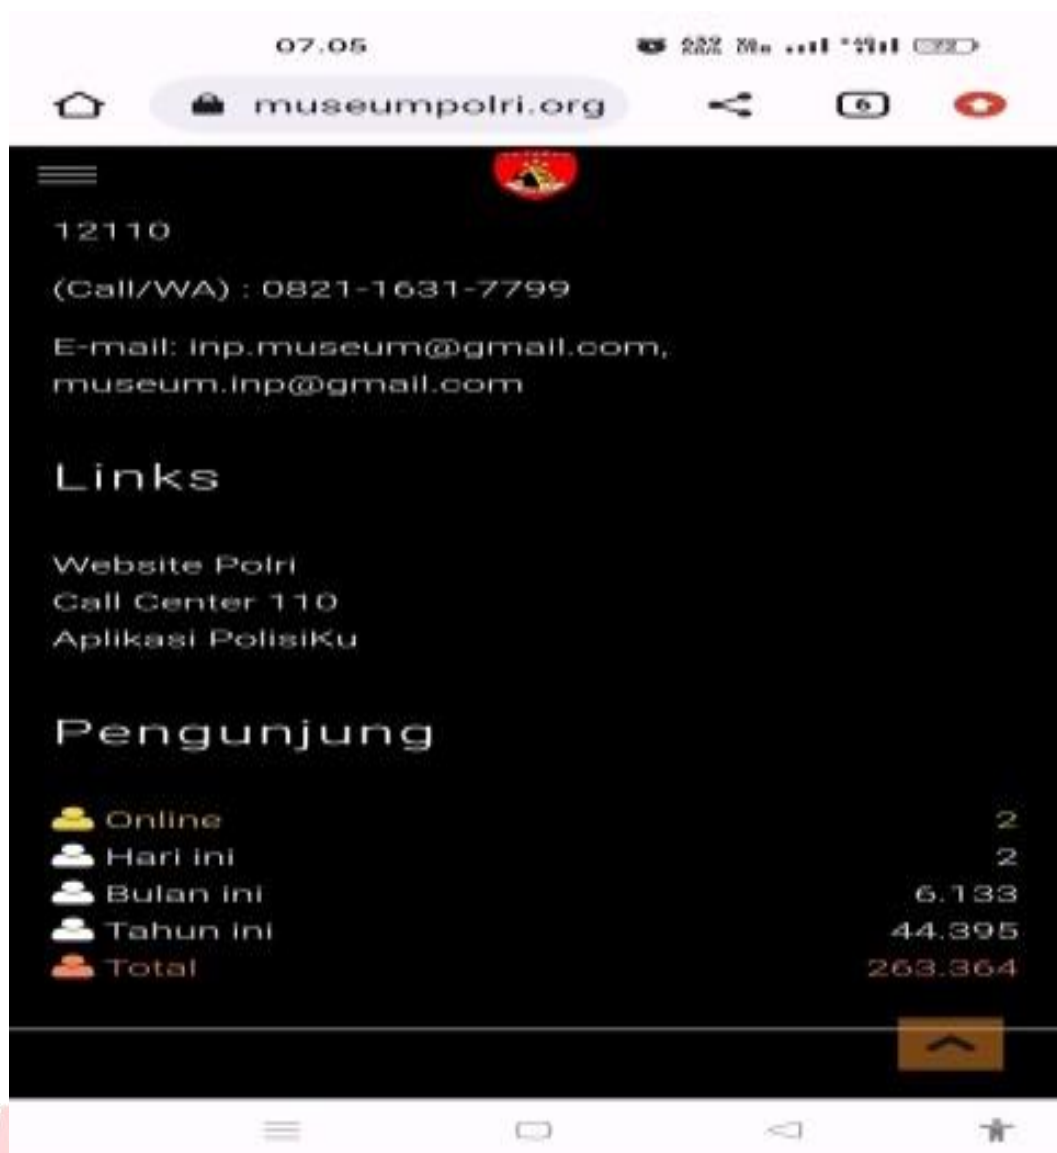 07.05
museumpolri.org
6
12110
(Call/WA) : 0821-1631-7799
E-mail: inp.museum@gmail.com,
museum.inp@gmail.com
Links
Website Polri
Call Center 110
Aplikasi PolisiKu
Pengunjung
Online 2
Hari ini 2
Bulan ini 6.133
Tahun ini 44.395
Total 263.364